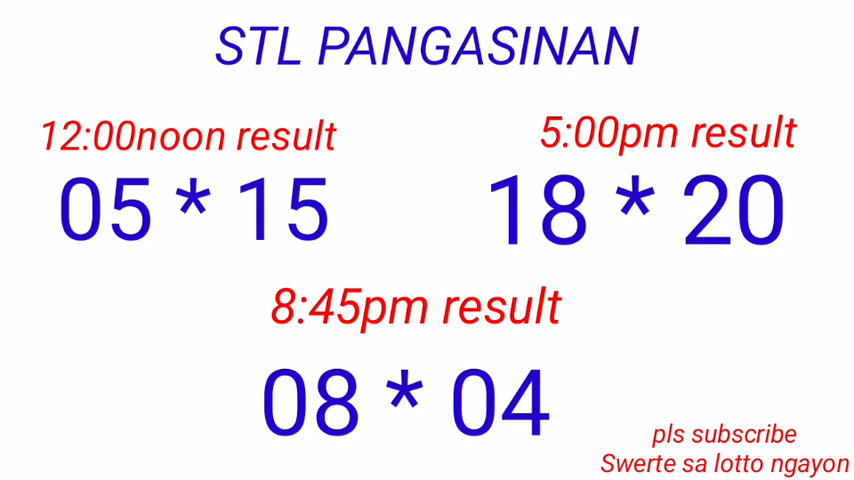 STL PANGASINAN
12:00noon result
05 * 15
5:00pm result
18 * 20
8:45pm result
08 * 04
pls subscribe
Swerte sa lotto ngayon